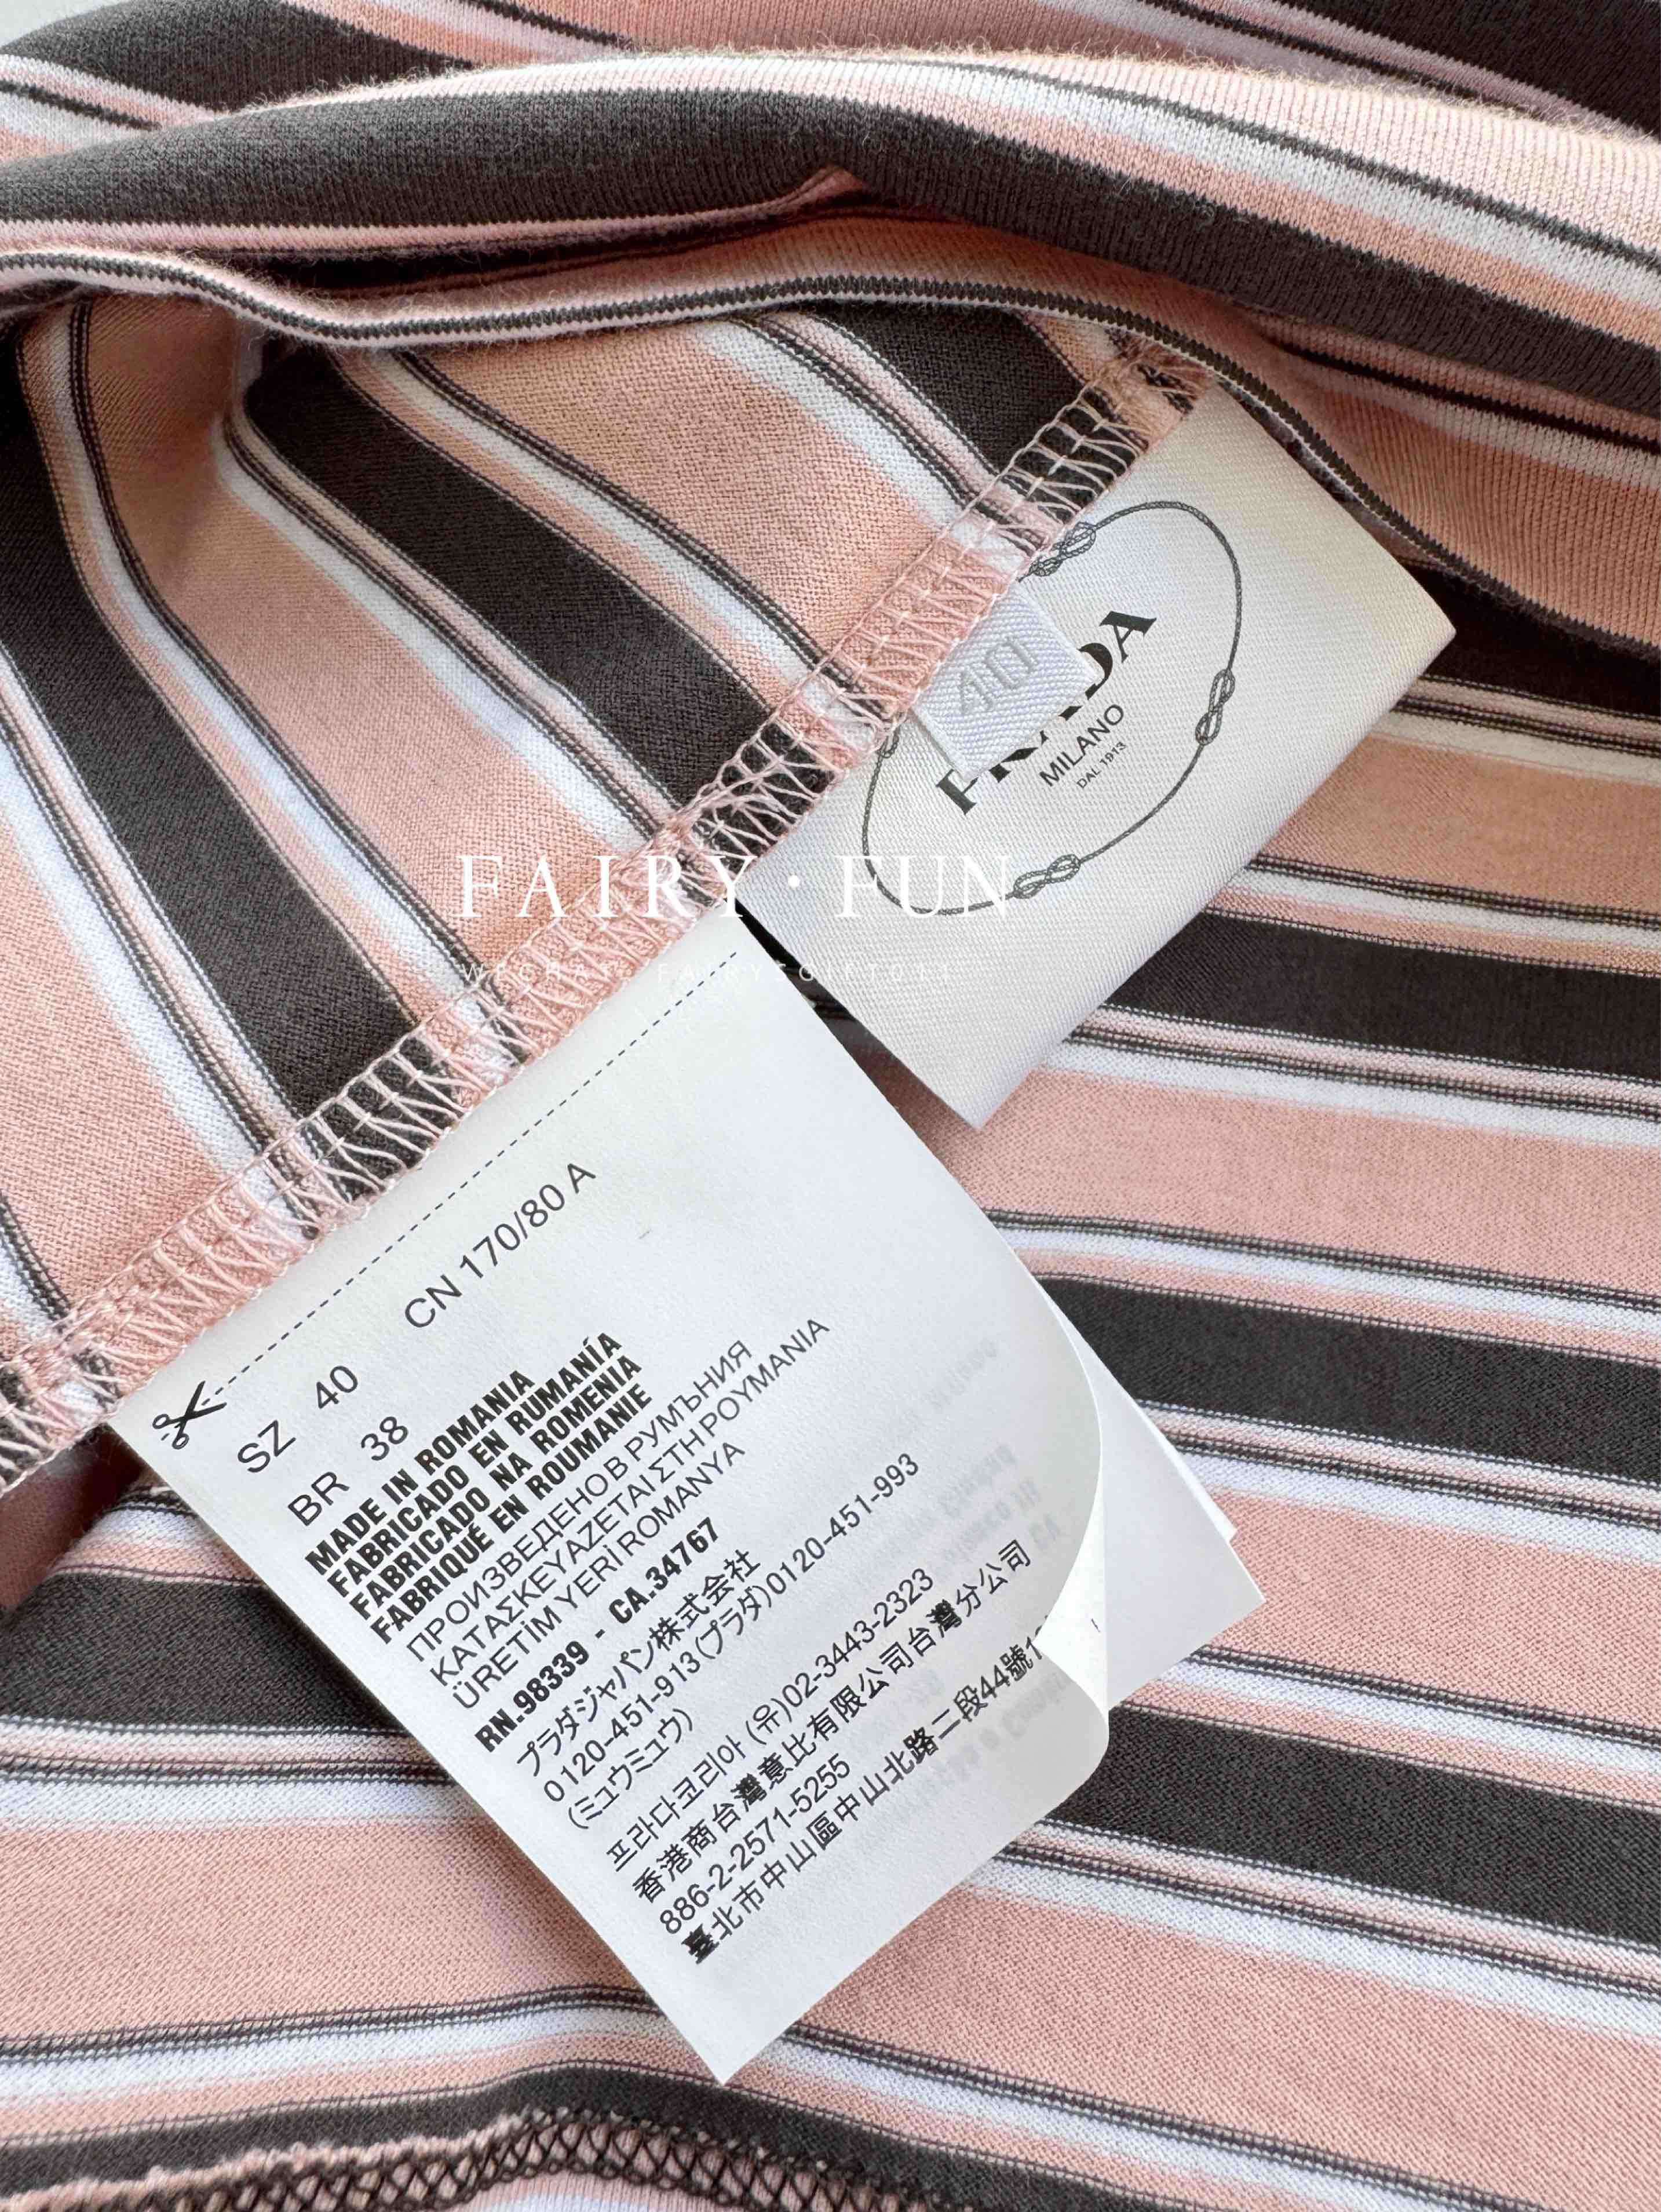 40
PRADA
MILANO
DAL 1913
FAIRY · FUN
SZ 40 CN 170/80 A
BR 38
MADE IN ROMANIA
FABRICADO EN RUMANÍA
FABRICADO NA ROMENIA
FABRIQUÉ EN ROUMANIE
ПРОИЗВЕДЕНО В РУМЪНИЯ
ΚΑΤΑΣΚΕΥΑΖΕΤΑΙ ΣΤΗ ΡΟΥΜΑΝΙΑ
ÜRETİM YERİ ROMANYA
RN.98339 - CA.34767
プラダジャパン株式会社
0120-451-913(プラダ)0120-451-993
(ミュウミュウ)
프라다코리아 (유)02-3443-2323
香港商台灣意比有限公司台灣分公司
886-2-2571-5255
臺北市中山區中山北路二段44號